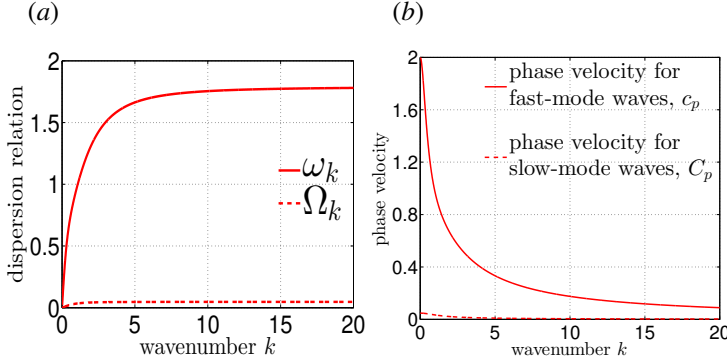 (a)
2
1.5
1
0.5
0
0 5 10 15 20
dispersion relation
wavenumber k
ω_k
Ω_k
(b)
2
1.6
1.2
0.8
0.4
0
0 5 10 15 20
phase velocity
wavenumber k
phase velocity for
fast-mode waves, c_p
phase velocity for
slow-mode waves, C_p